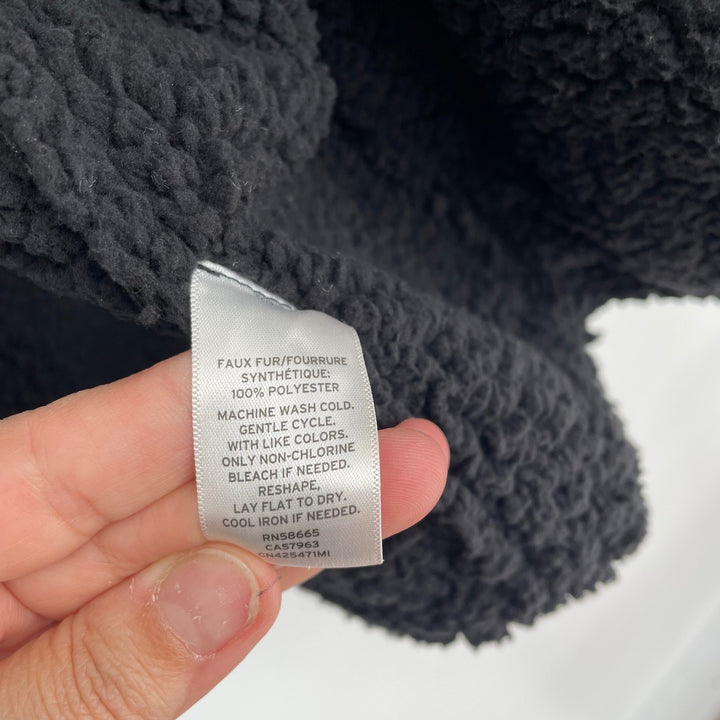 FAUX FUR/FOURRURE
SYNTHÉTIQUE:
100% POLYESTER
MACHINE WASH COLD.
GENTLE CYCLE.
WITH LIKE COLORS.
ONLY NON-CHLORINE
BLEACH IF NEEDED.
RESHAPE,
LAY FLAT TO DRY.
COOL IRON IF NEEDED.
RN58665
CA57963
GN425471MI